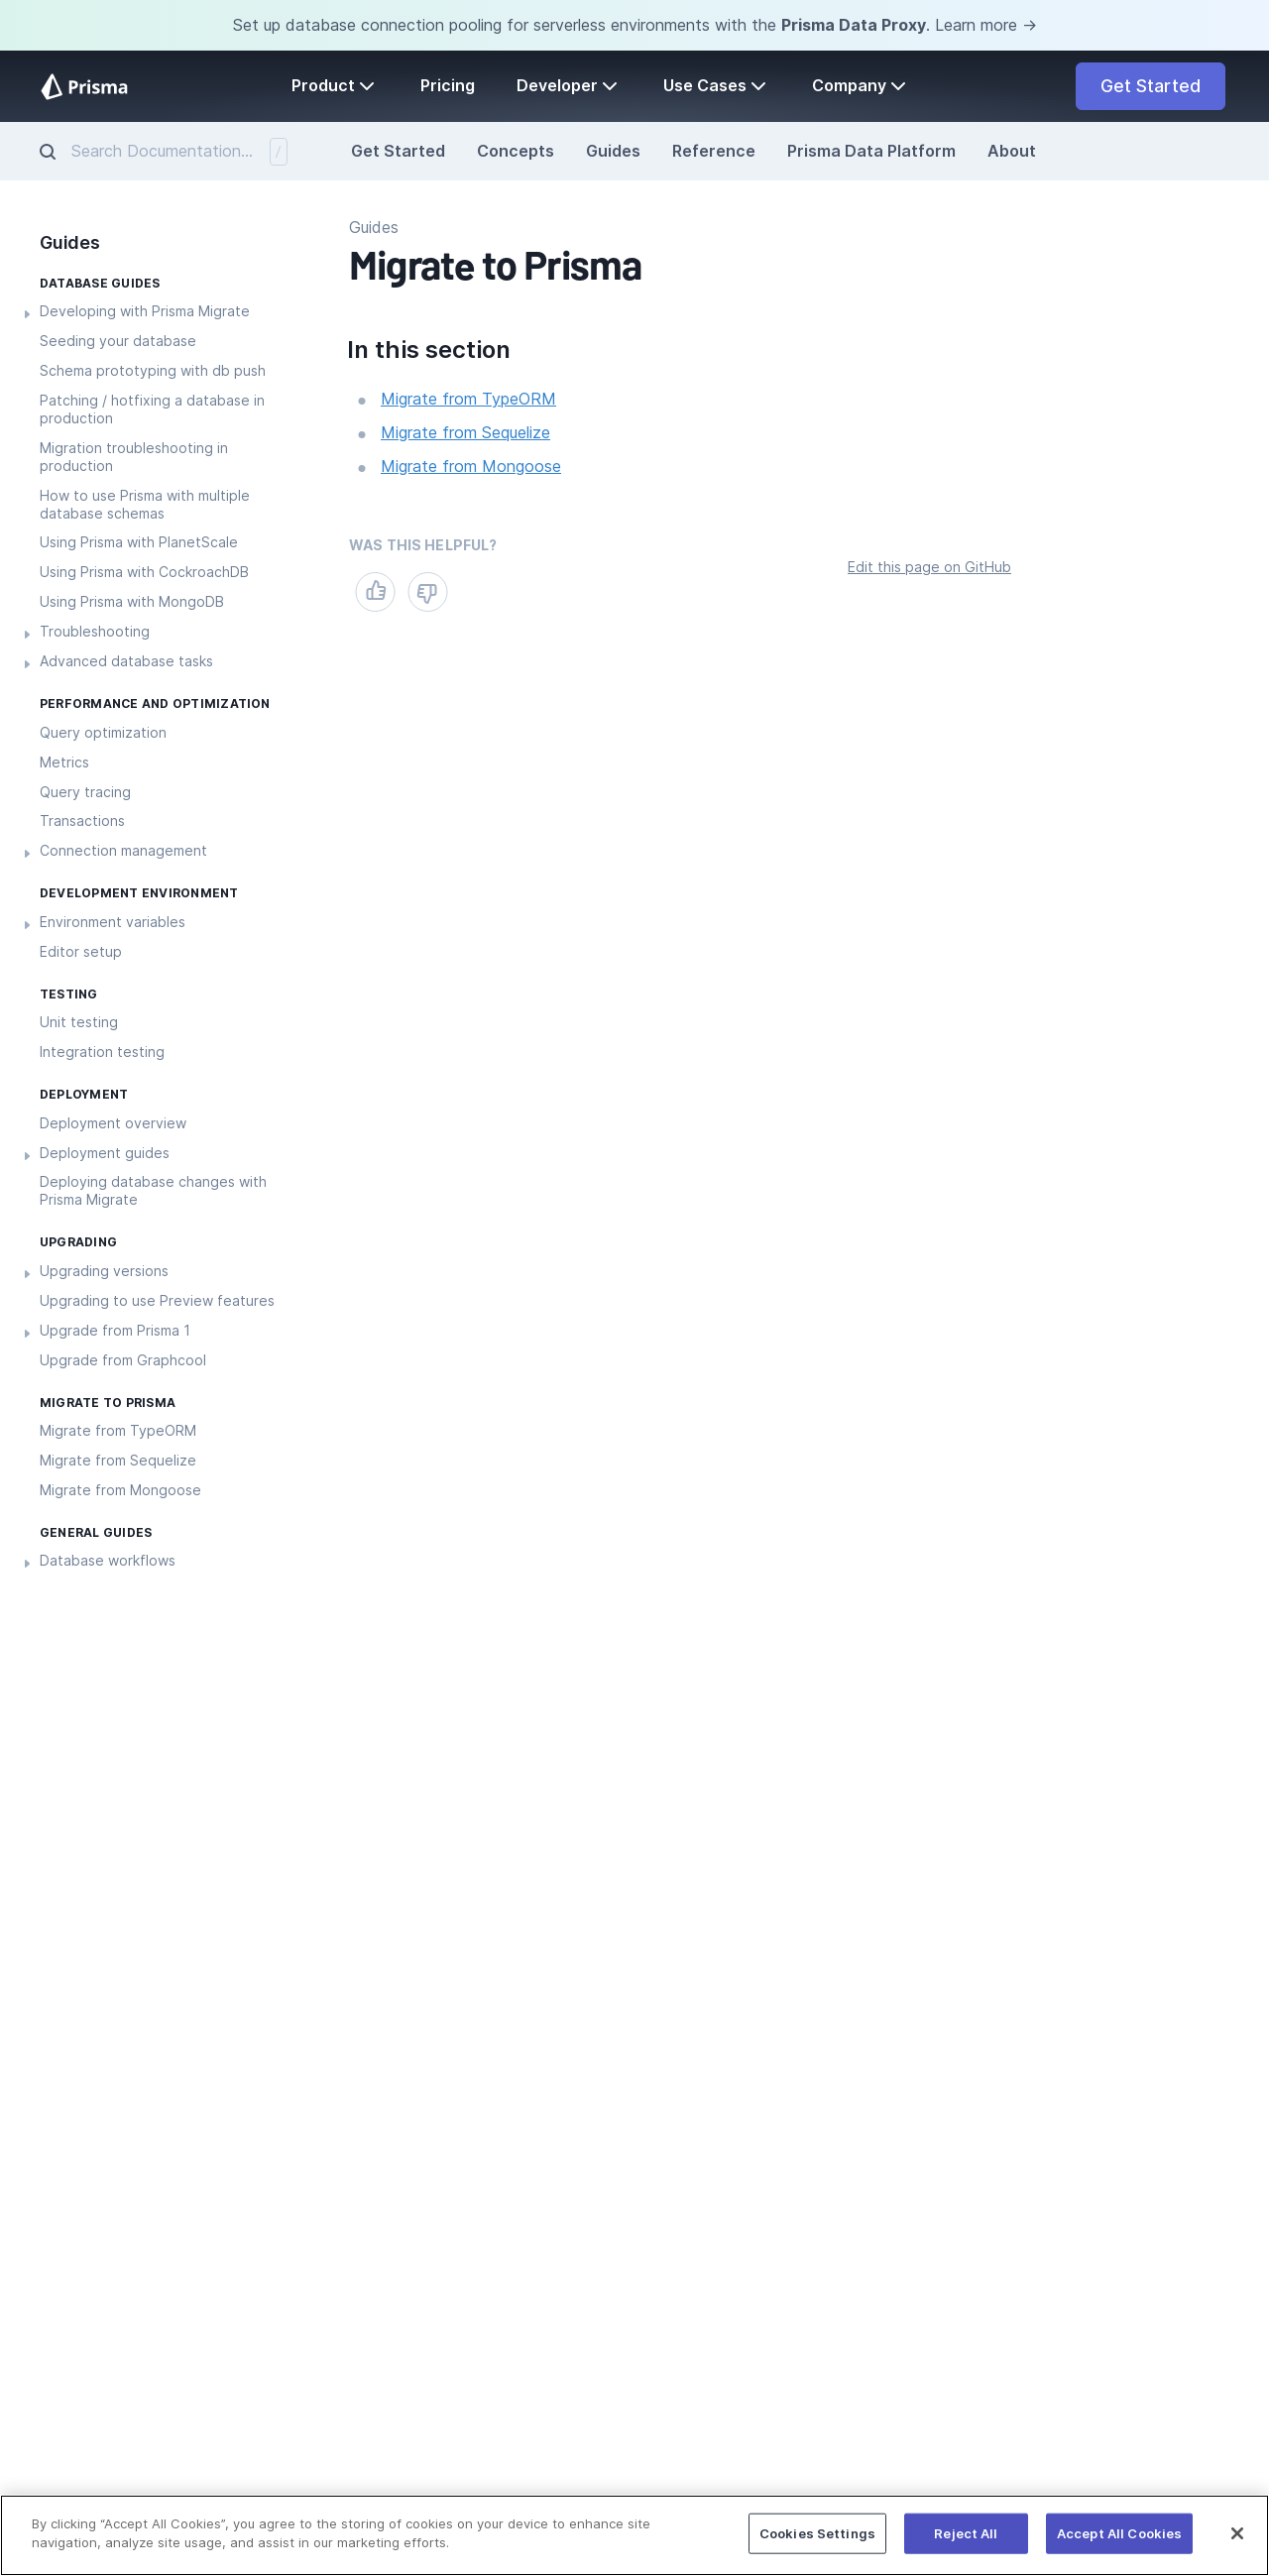 Set up database connection pooling for serverless environments with the Prisma Data Proxy. Learn more →
Prisma
Product
Pricing
Developer
Use Cases
Company
Get Started
Search Documentation...
/
Get Started
Concepts
Guides
Reference
Prisma Data Platform
About
Guides
DATABASE GUIDES
Developing with Prisma Migrate
Seeding your database
Schema prototyping with db push
Patching / hotfixing a database in
production
Migration troubleshooting in
production
How to use Prisma with multiple
database schemas
Using Prisma with PlanetScale
Using Prisma with CockroachDB
Using Prisma with MongoDB
Troubleshooting
Advanced database tasks
PERFORMANCE AND OPTIMIZATION
Query optimization
Metrics
Query tracing
Transactions
Connection management
DEVELOPMENT ENVIRONMENT
Environment variables
Editor setup
TESTING
Unit testing
Integration testing
DEPLOYMENT
Deployment overview
Deployment guides
Deploying database changes with
Prisma Migrate
UPGRADING
Upgrading versions
Upgrading to use Preview features
Upgrade from Prisma 1
Upgrade from Graphcool
MIGRATE TO PRISMA
Migrate from TypeORM
Migrate from Sequelize
Migrate from Mongoose
GENERAL GUIDES
Database workflows
Guides
Migrate to Prisma
In this section
Migrate from TypeORM
Migrate from Sequelize
Migrate from Mongoose
WAS THIS HELPFUL?
Edit this page on GitHub
By clicking “Accept All Cookies”, you agree to the storing of cookies on your device to enhance site
navigation, analyze site usage, and assist in our marketing efforts.
Cookies Settings
Reject All
Accept All Cookies